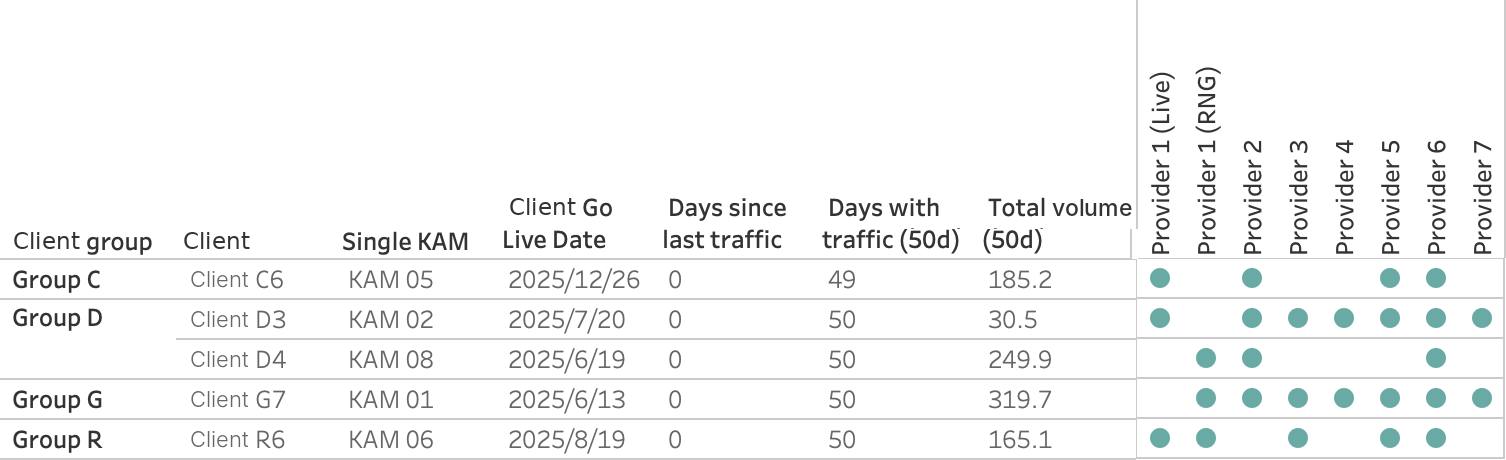 Provider 1 (Live)
Provider 1 (RNG)
Provider 2
Provider 3
Provider 4
Provider 5
Provider 6
Provider 7
Client group
Client
Single KAM
Client Go
Live Date
Days since
last traffic
Days with
traffic (50d)
Total volume
(50d)
Group C Client C6 KAM 05 2025/12/26 0 49 185.2
Group D Client D3 KAM 02 2025/7/20 0 50 30.5
Client D4 KAM 08 2025/6/19 0 50 249.9
Group G Client G7 KAM 01 2025/6/13 0 50 319.7
Group R Client R6 KAM 06 2025/8/19 0 50 165.1